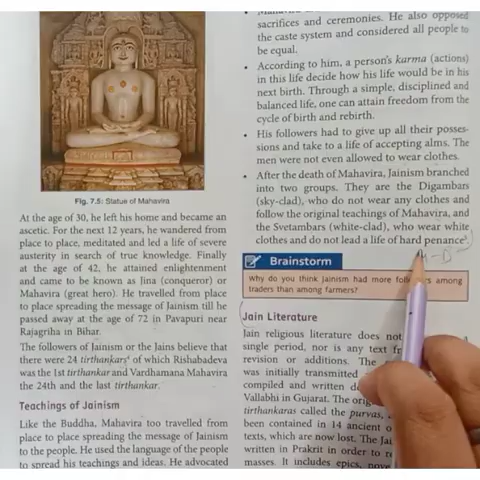 Fig. 7.5: Statue of Mahavira
At the age of 30, he left his home and became an
ascetic. For the next 12 years, he wandered from
place to place, meditated and led a life of severe
austerity in search of true knowledge. Finally
at the age of 42, he attained enlightenment
and came to be known as Jina (conqueror) or
Mahavira (great hero). He travelled from place
to place spreading the message of Jainism till he
passed away at the age of 72 in Pavapuri near
Rajagriha in Bihar.
The followers of Jainism or the Jains believe that
there were 24 tirthankars⁴ of which Rishabadeva
was the 1st tirthankar and Vardhamana Mahavira
the 24th and the last tirthankar.
Teachings of Jainism
Like the Buddha, Mahavira too travelled from
place to place spreading the message of Jainism
to the people. He used the language of the people
to spread his teachings and ideas. He advocated
sacrifices and ceremonies. He also opposed
the caste system and considered all people to
be equal.
• According to him, a person's karma (actions)
in this life decide how his life would be in his
next birth. Through a simple, disciplined and
balanced life, one can attain freedom from the
cycle of birth and rebirth.
• His followers had to give up all their posses-
sions and take to a life of accepting alms. The
men were not even allowed to wear clothes.
• After the death of Mahavira, Jainism branched
into two groups. They are the Digambars
(sky-clad), who do not wear any clothes and
follow the original teachings of Mahavira, and
the Svetambars (white-clad), who wear white
clothes and do not lead a life of hard penance
Brainstorm
Why do you think Jainism had more followers among
traders than among farmers?
Jain Literature
Jain religious literature does not
single period, nor is any text
revision or additions. The
was initially transmitted
compiled and written
Vallabhi in Gujarat. The
tirthankaras called the purvas,
been contained in 14 ancient
texts, which are now lost. The
written in Prakrit in order to
masses. It includes epics,